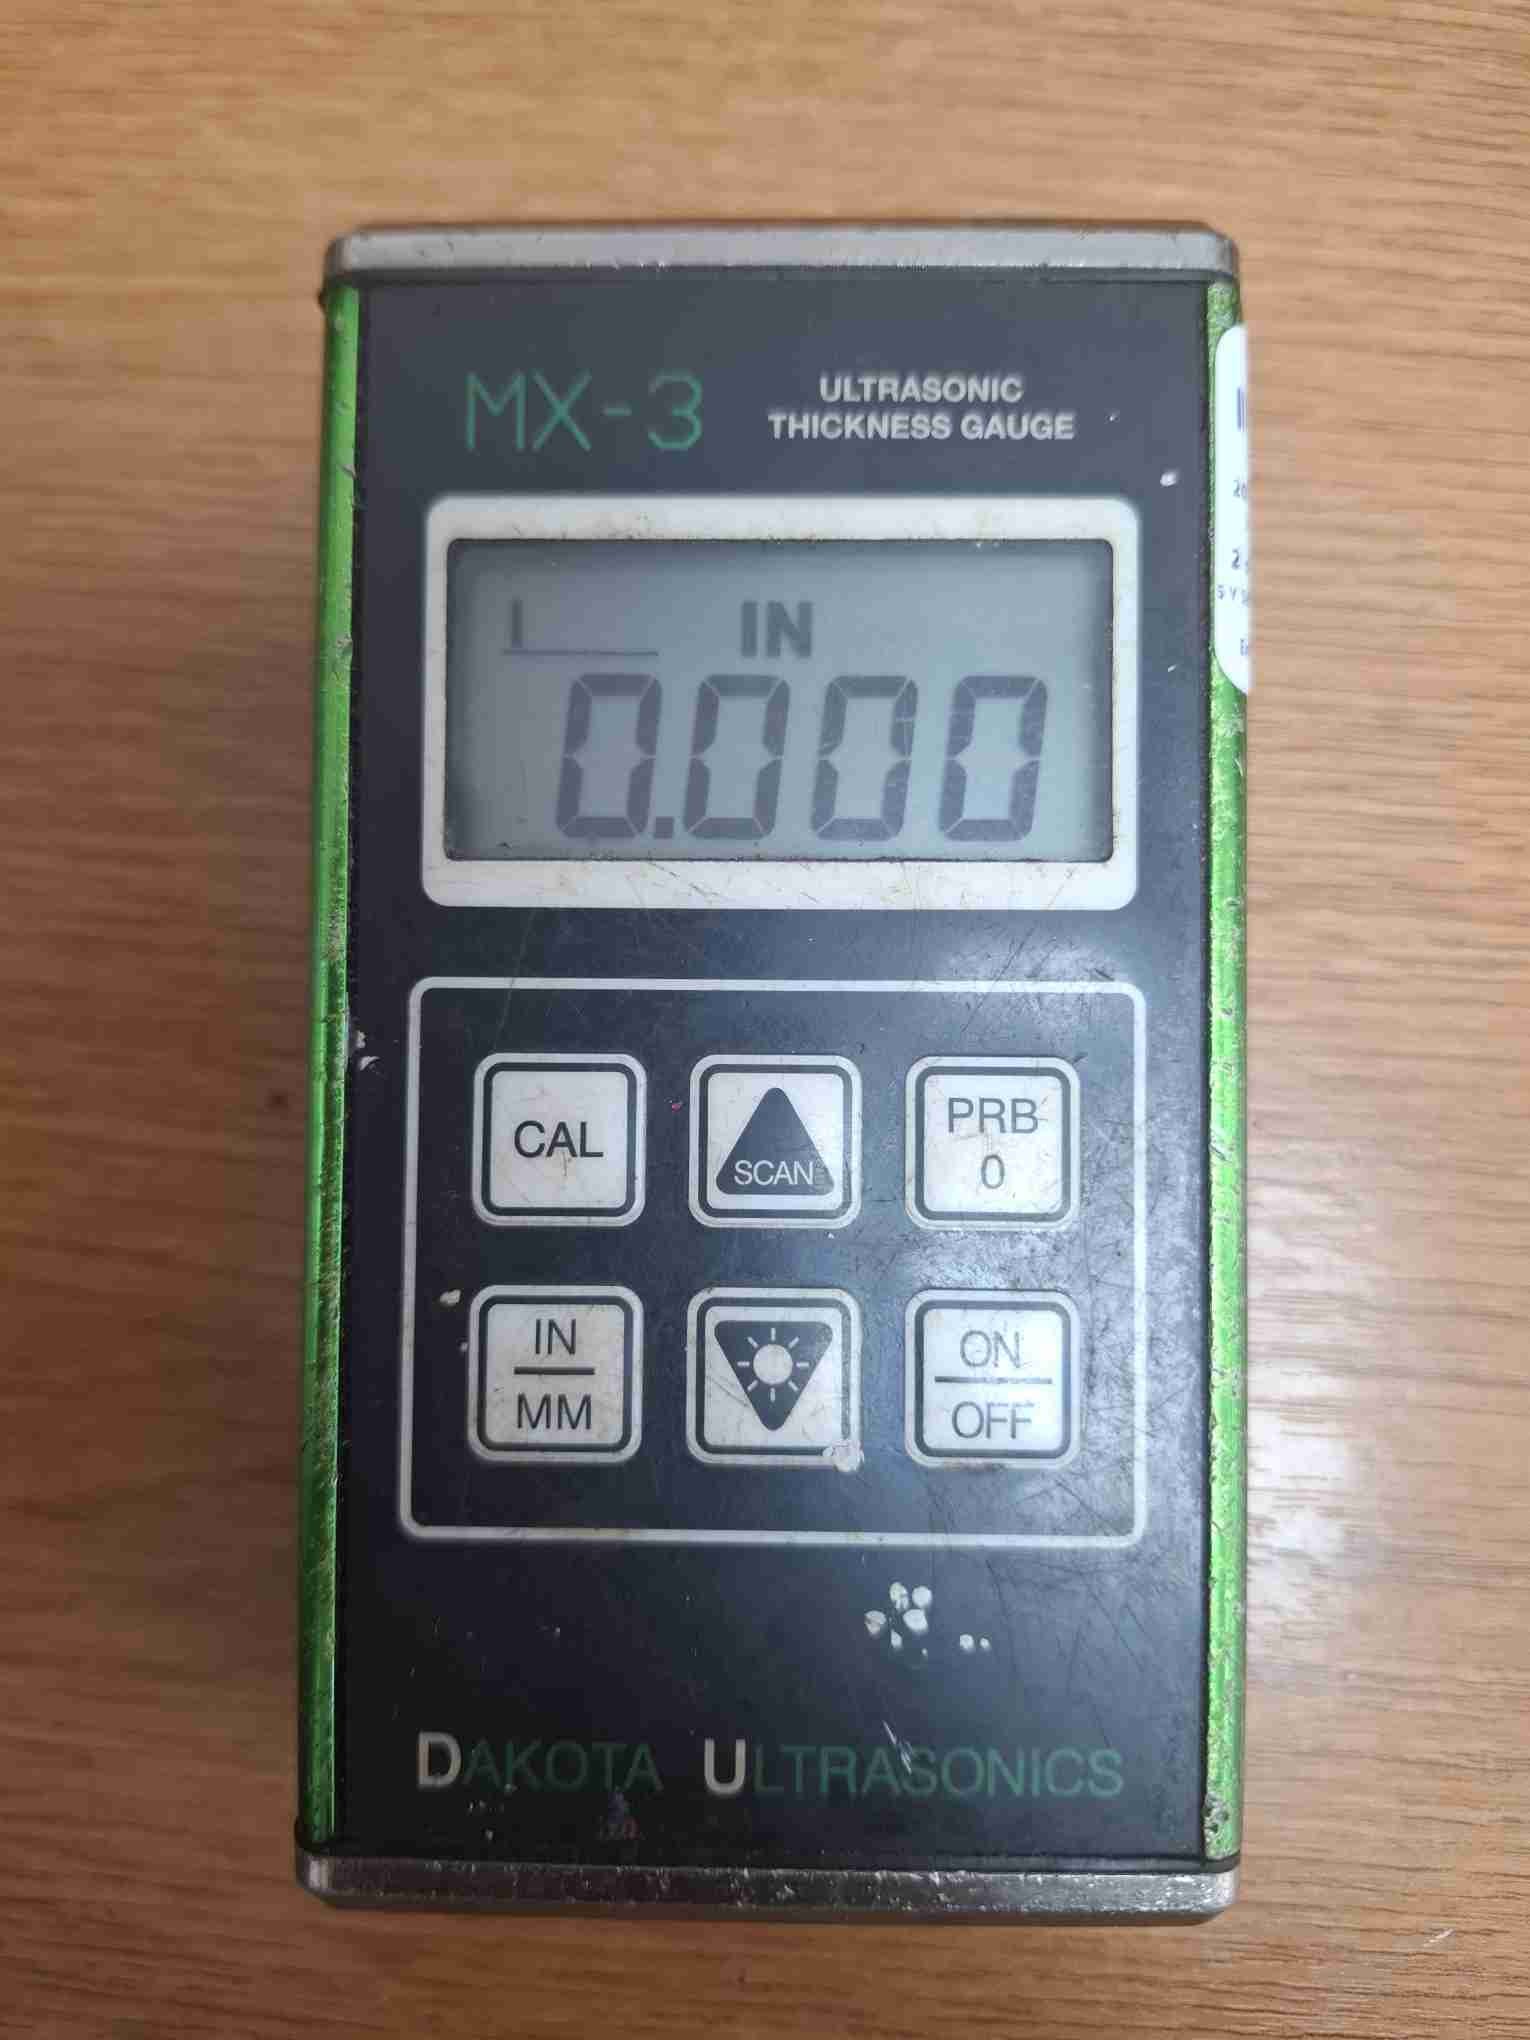 MX-3
ULTRASONIC
THICKNESS GAUGE
IN
0.000
CAL
SCAN
PRB
0
IN
MM
ON
OFF
DAKOTA ULTRASONICS